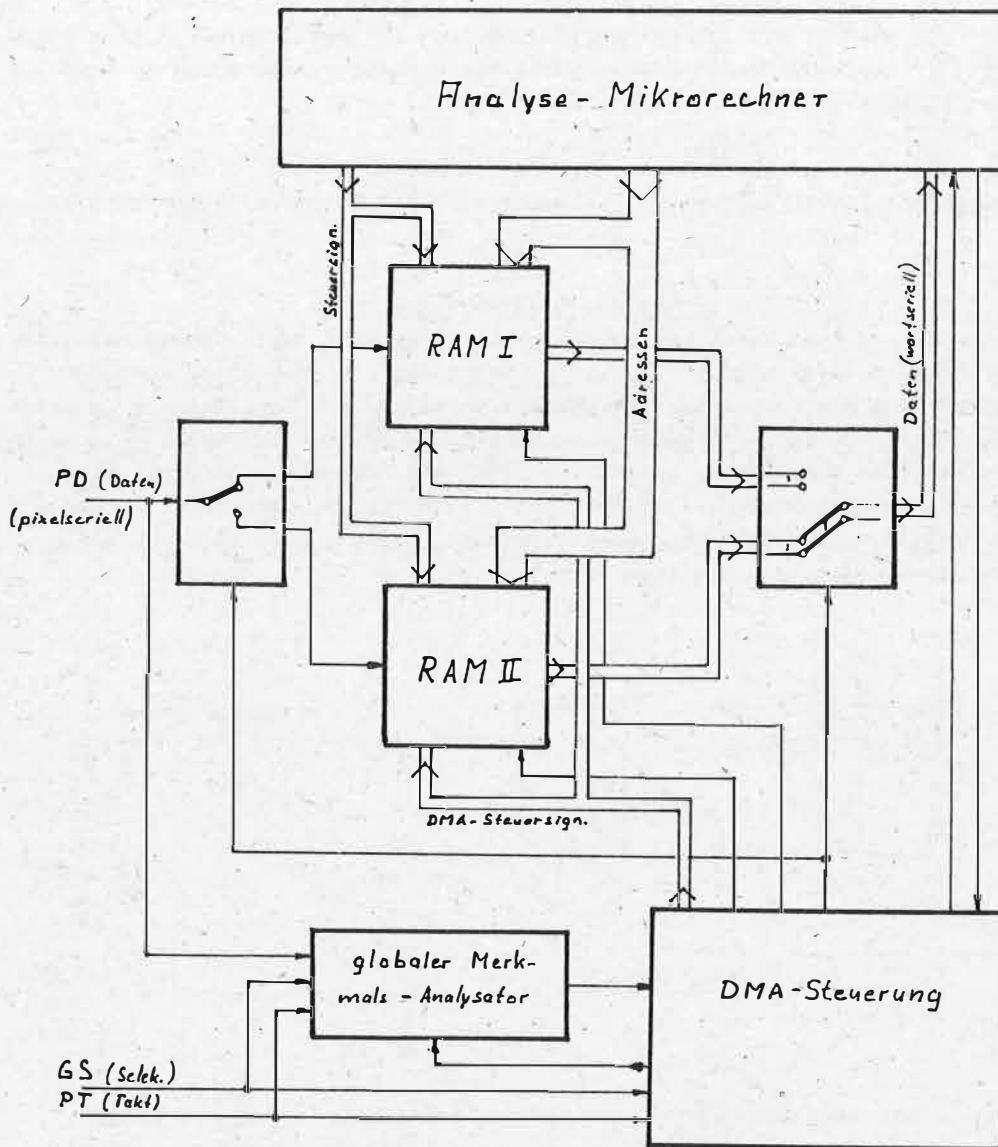 Analyse - Mikrorechner
Steuersign.
RAM I
Adressen
Daten (wortseriell)
PD (Daten)
(pixelseriell)
RAM II
DMA-Steuersign.
globaler Merk-
mals - Analysator
DMA-Steuerung
GS (Selek.)
PT (Takt)